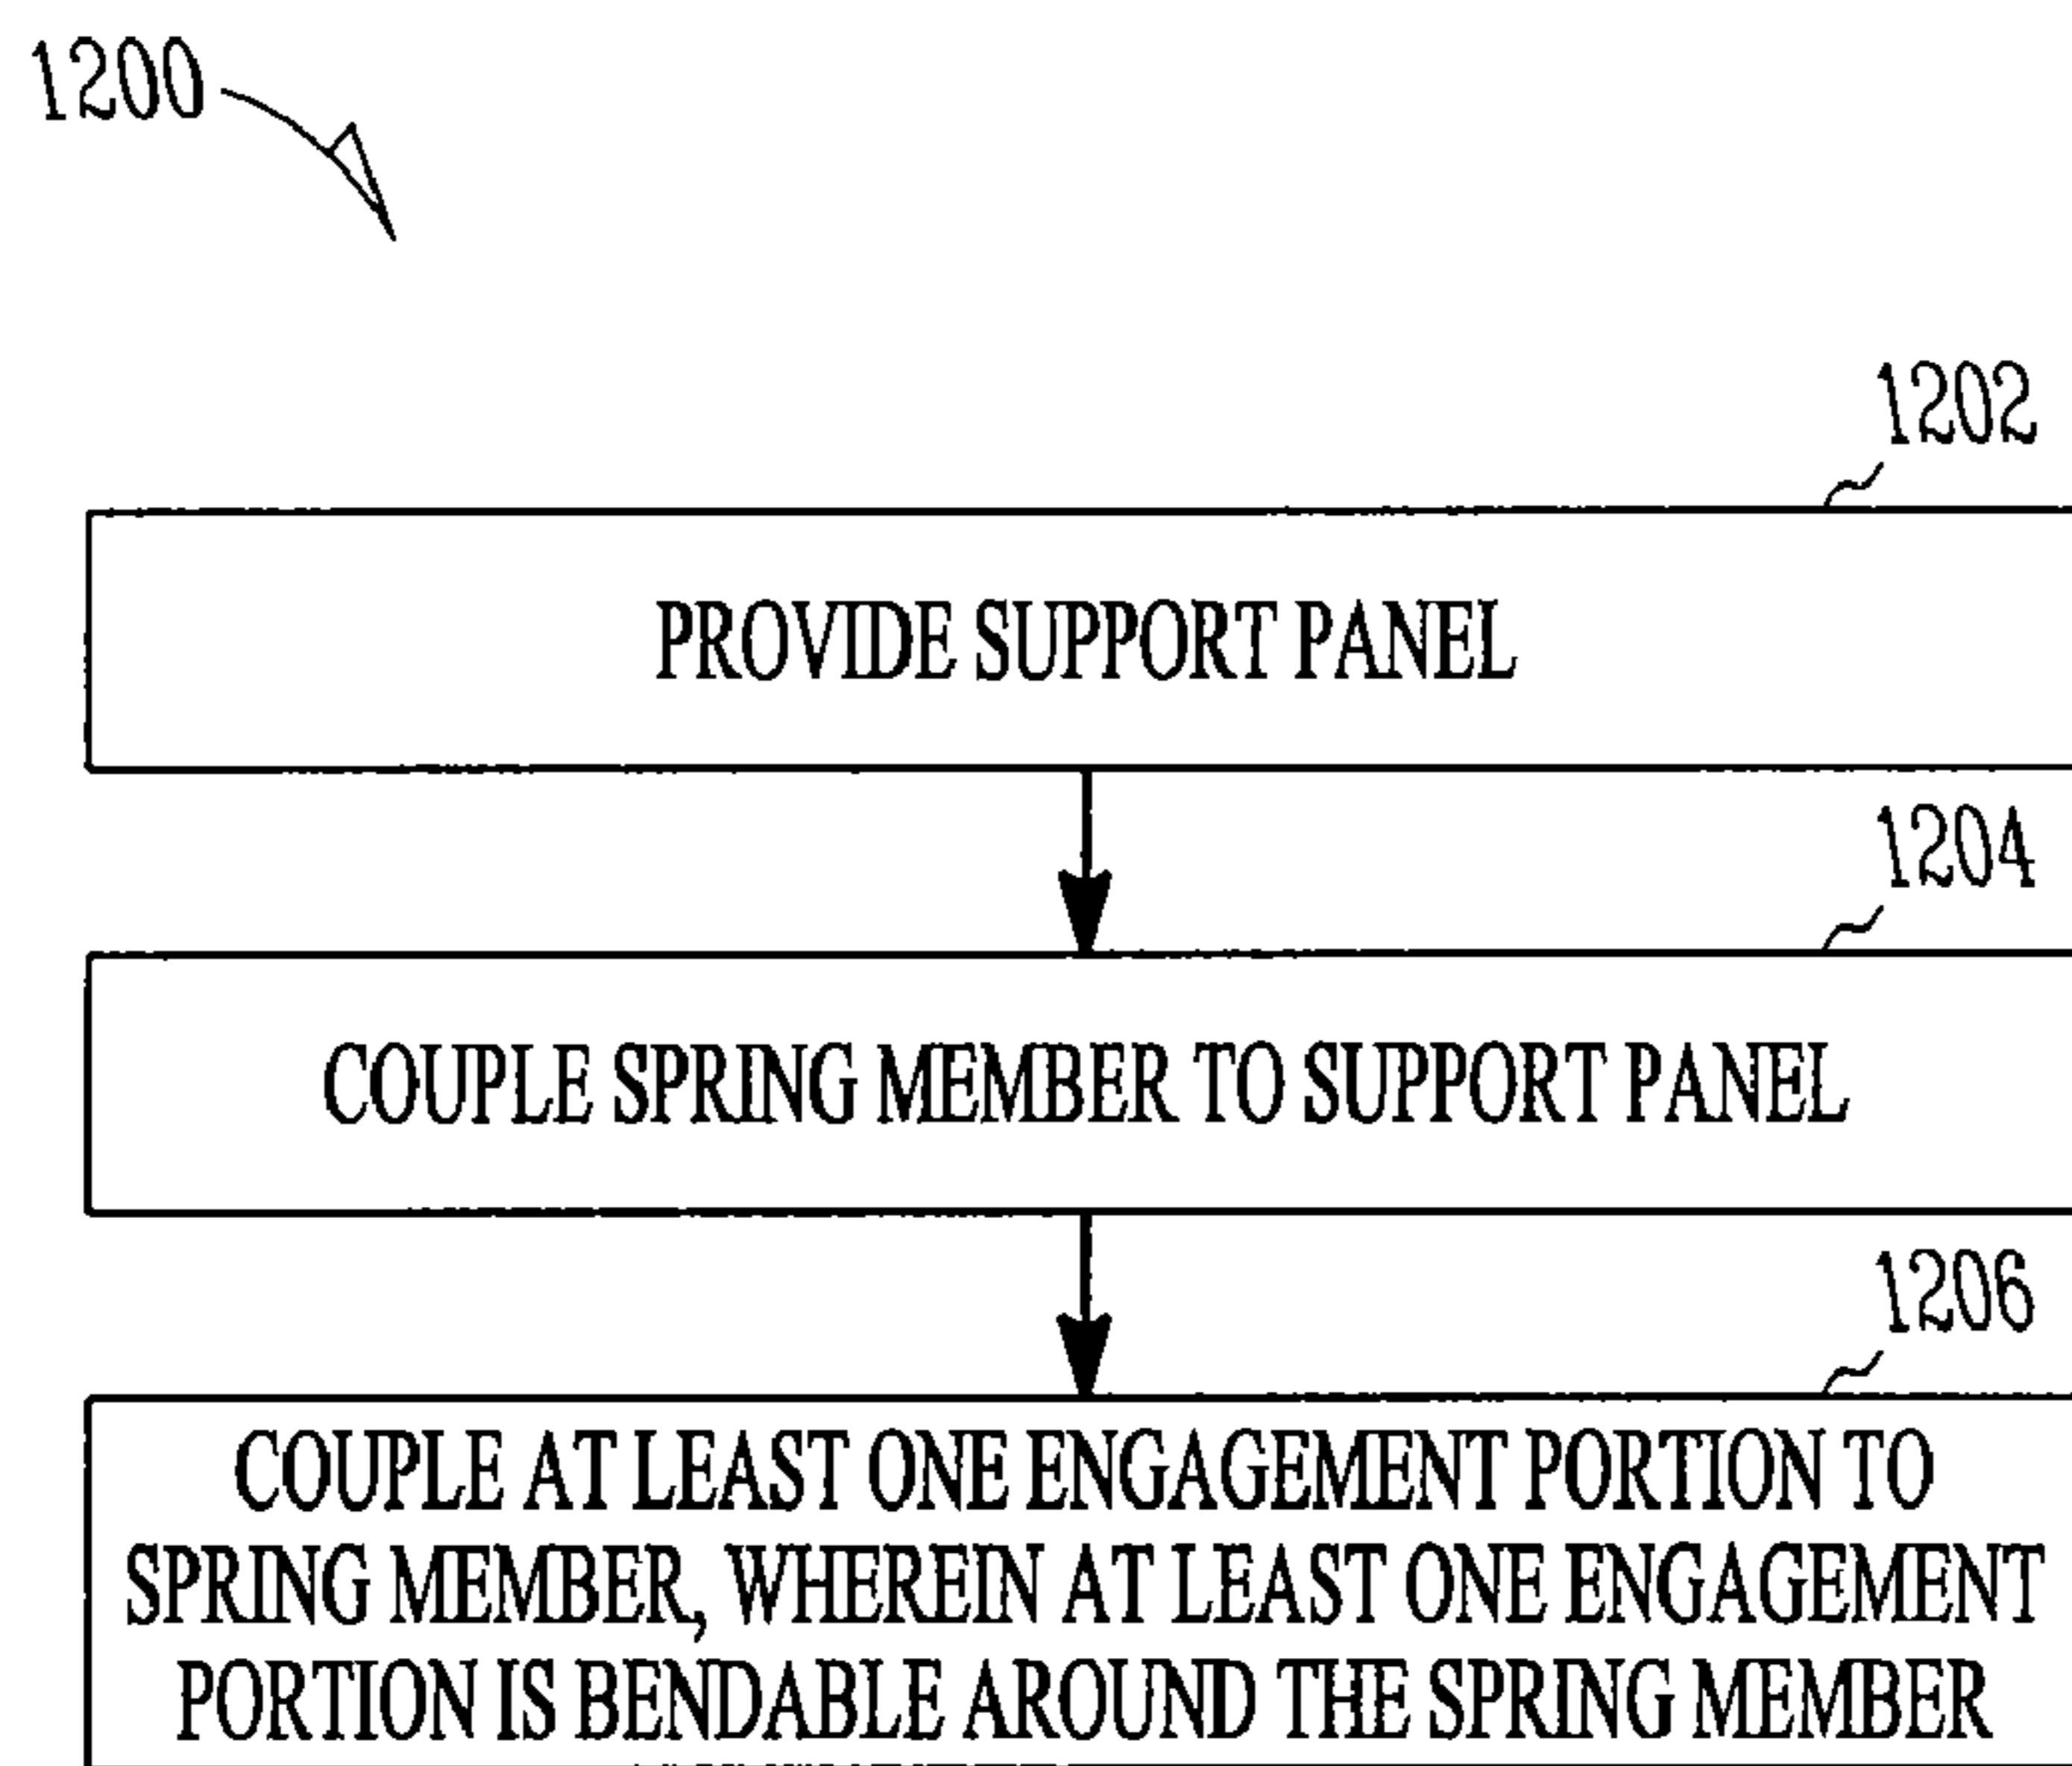 1200
1202
PROVIDE SUPPORT PANEL
1204
COUPLE SPRING MEMBER TO SUPPORT PANEL
1206
COUPLE AT LEAST ONE ENGAGEMENT PORTION TO
SPRING MEMBER, WHEREIN AT LEAST ONE ENGAGEMENT
PORTION IS BENDABLE AROUND THE SPRING MEMBER